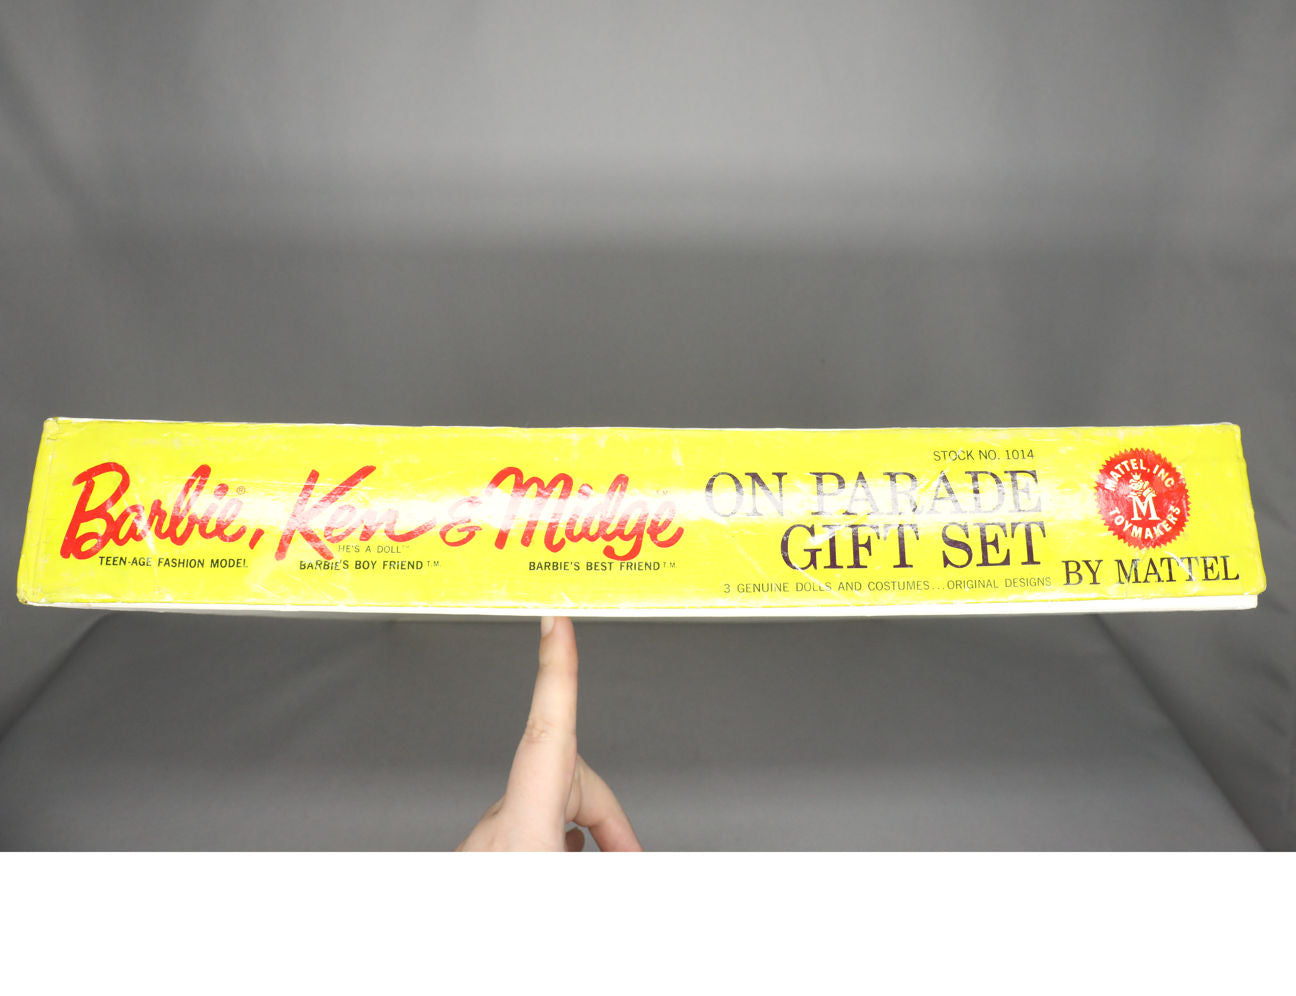 Barbie,® Ken & Midge™
HE'S A DOLL™
TEEN-AGE FASHION MODEL
BARBIE'S BOY FRIEND T.M.
BARBIE'S BEST FRIEND T.M.
STOCK NO. 1014
ON PARADE
GIFT SET
3 GENUINE DOLLS AND COSTUMES...ORIGINAL DESIGNS
BY MATTEL
MATTEL, INC.
M
TOYMAKERS